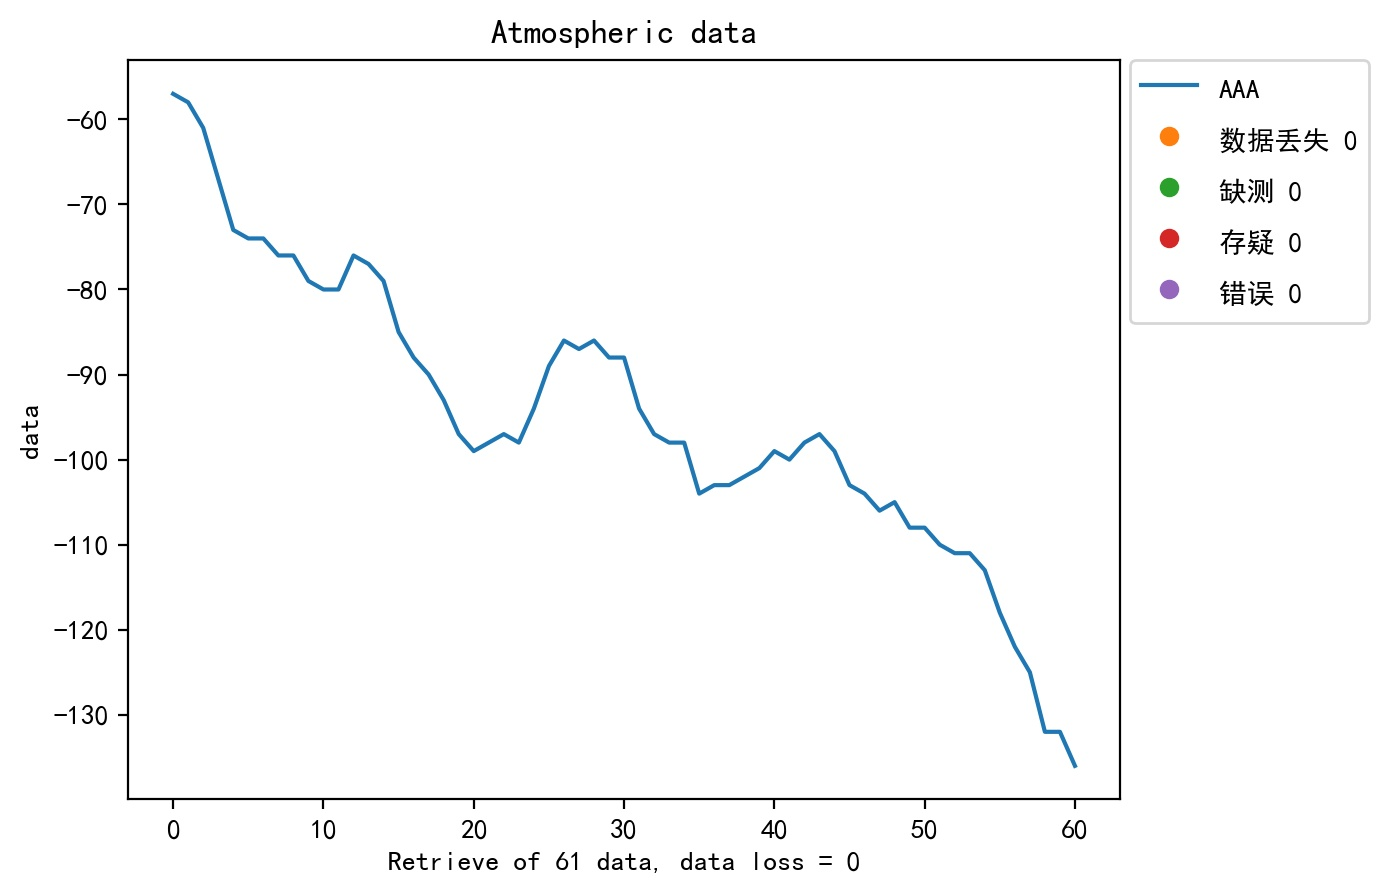 Atmospheric data
AAA
数据丢失 0
缺测 0
存疑 0
错误 0
data
−60
−70
−80
−90
−100
−110
−120
−130
0 10 20 30 40 50 60
Retrieve of 61 data, data loss = 0